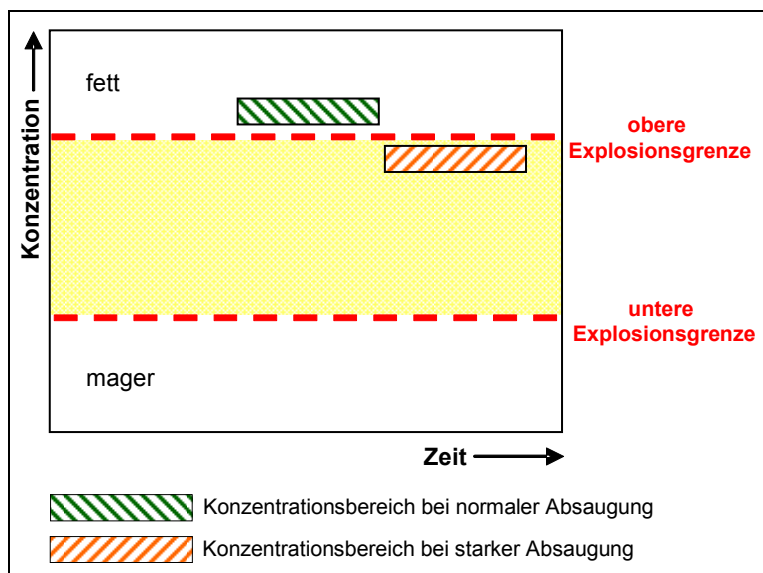 fett
Konzentration
obere
Explosionsgrenze
untere
Explosionsgrenze
mager
Zeit
Konzentrationsbereich bei normaler Absaugung
Konzentrationsbereich bei starker Absaugung